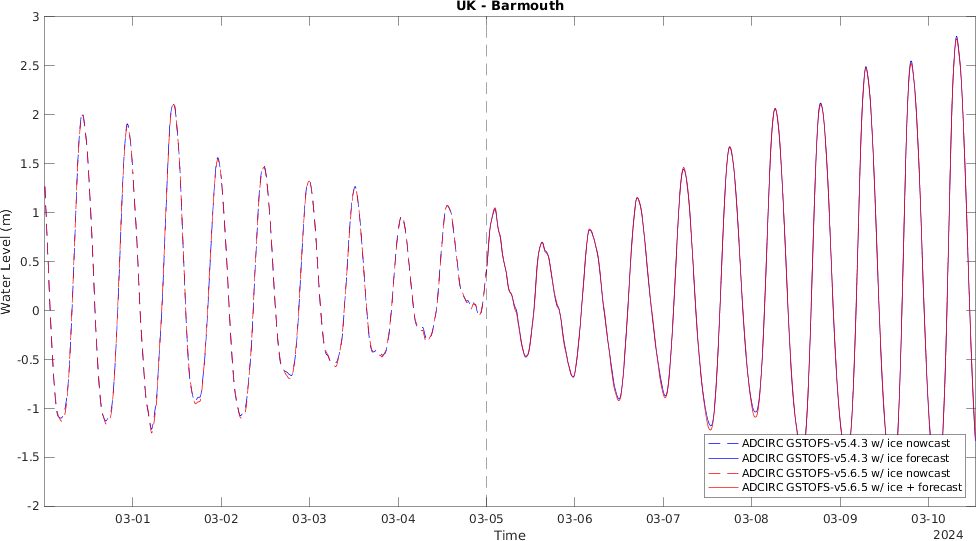 UK - Barmouth
3
2.5
2
1.5
1
0.5
0
-0.5
-1
-1.5
-2
Water Level (m)
ADCIRC GSTOFS-v5.4.3 w/ ice nowcast
ADCIRC GSTOFS-v5.4.3 w/ ice forecast
ADCIRC GSTOFS-v5.6.5 w/ ice nowcast
ADCIRC GSTOFS-v5.6.5 w/ ice + forecast
03-01 03-02 03-03 03-04 03-05 03-06 03-07 03-08 03-09 03-10
Time
2024